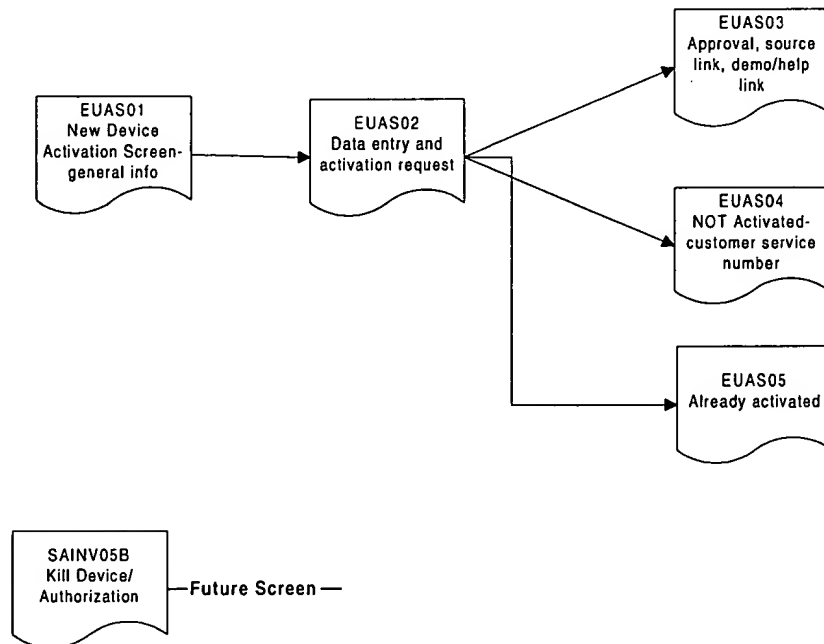 EUAS01
New Device
Activation Screen-
general info
EUAS02
Data entry and
activation request
EUAS03
Approval, source
link, demo/help
link
EUAS04
NOT Activated-
customer service
number
EUAS05
Already activated
SAINV05B
Kill Device/
Authorization
Future Screen